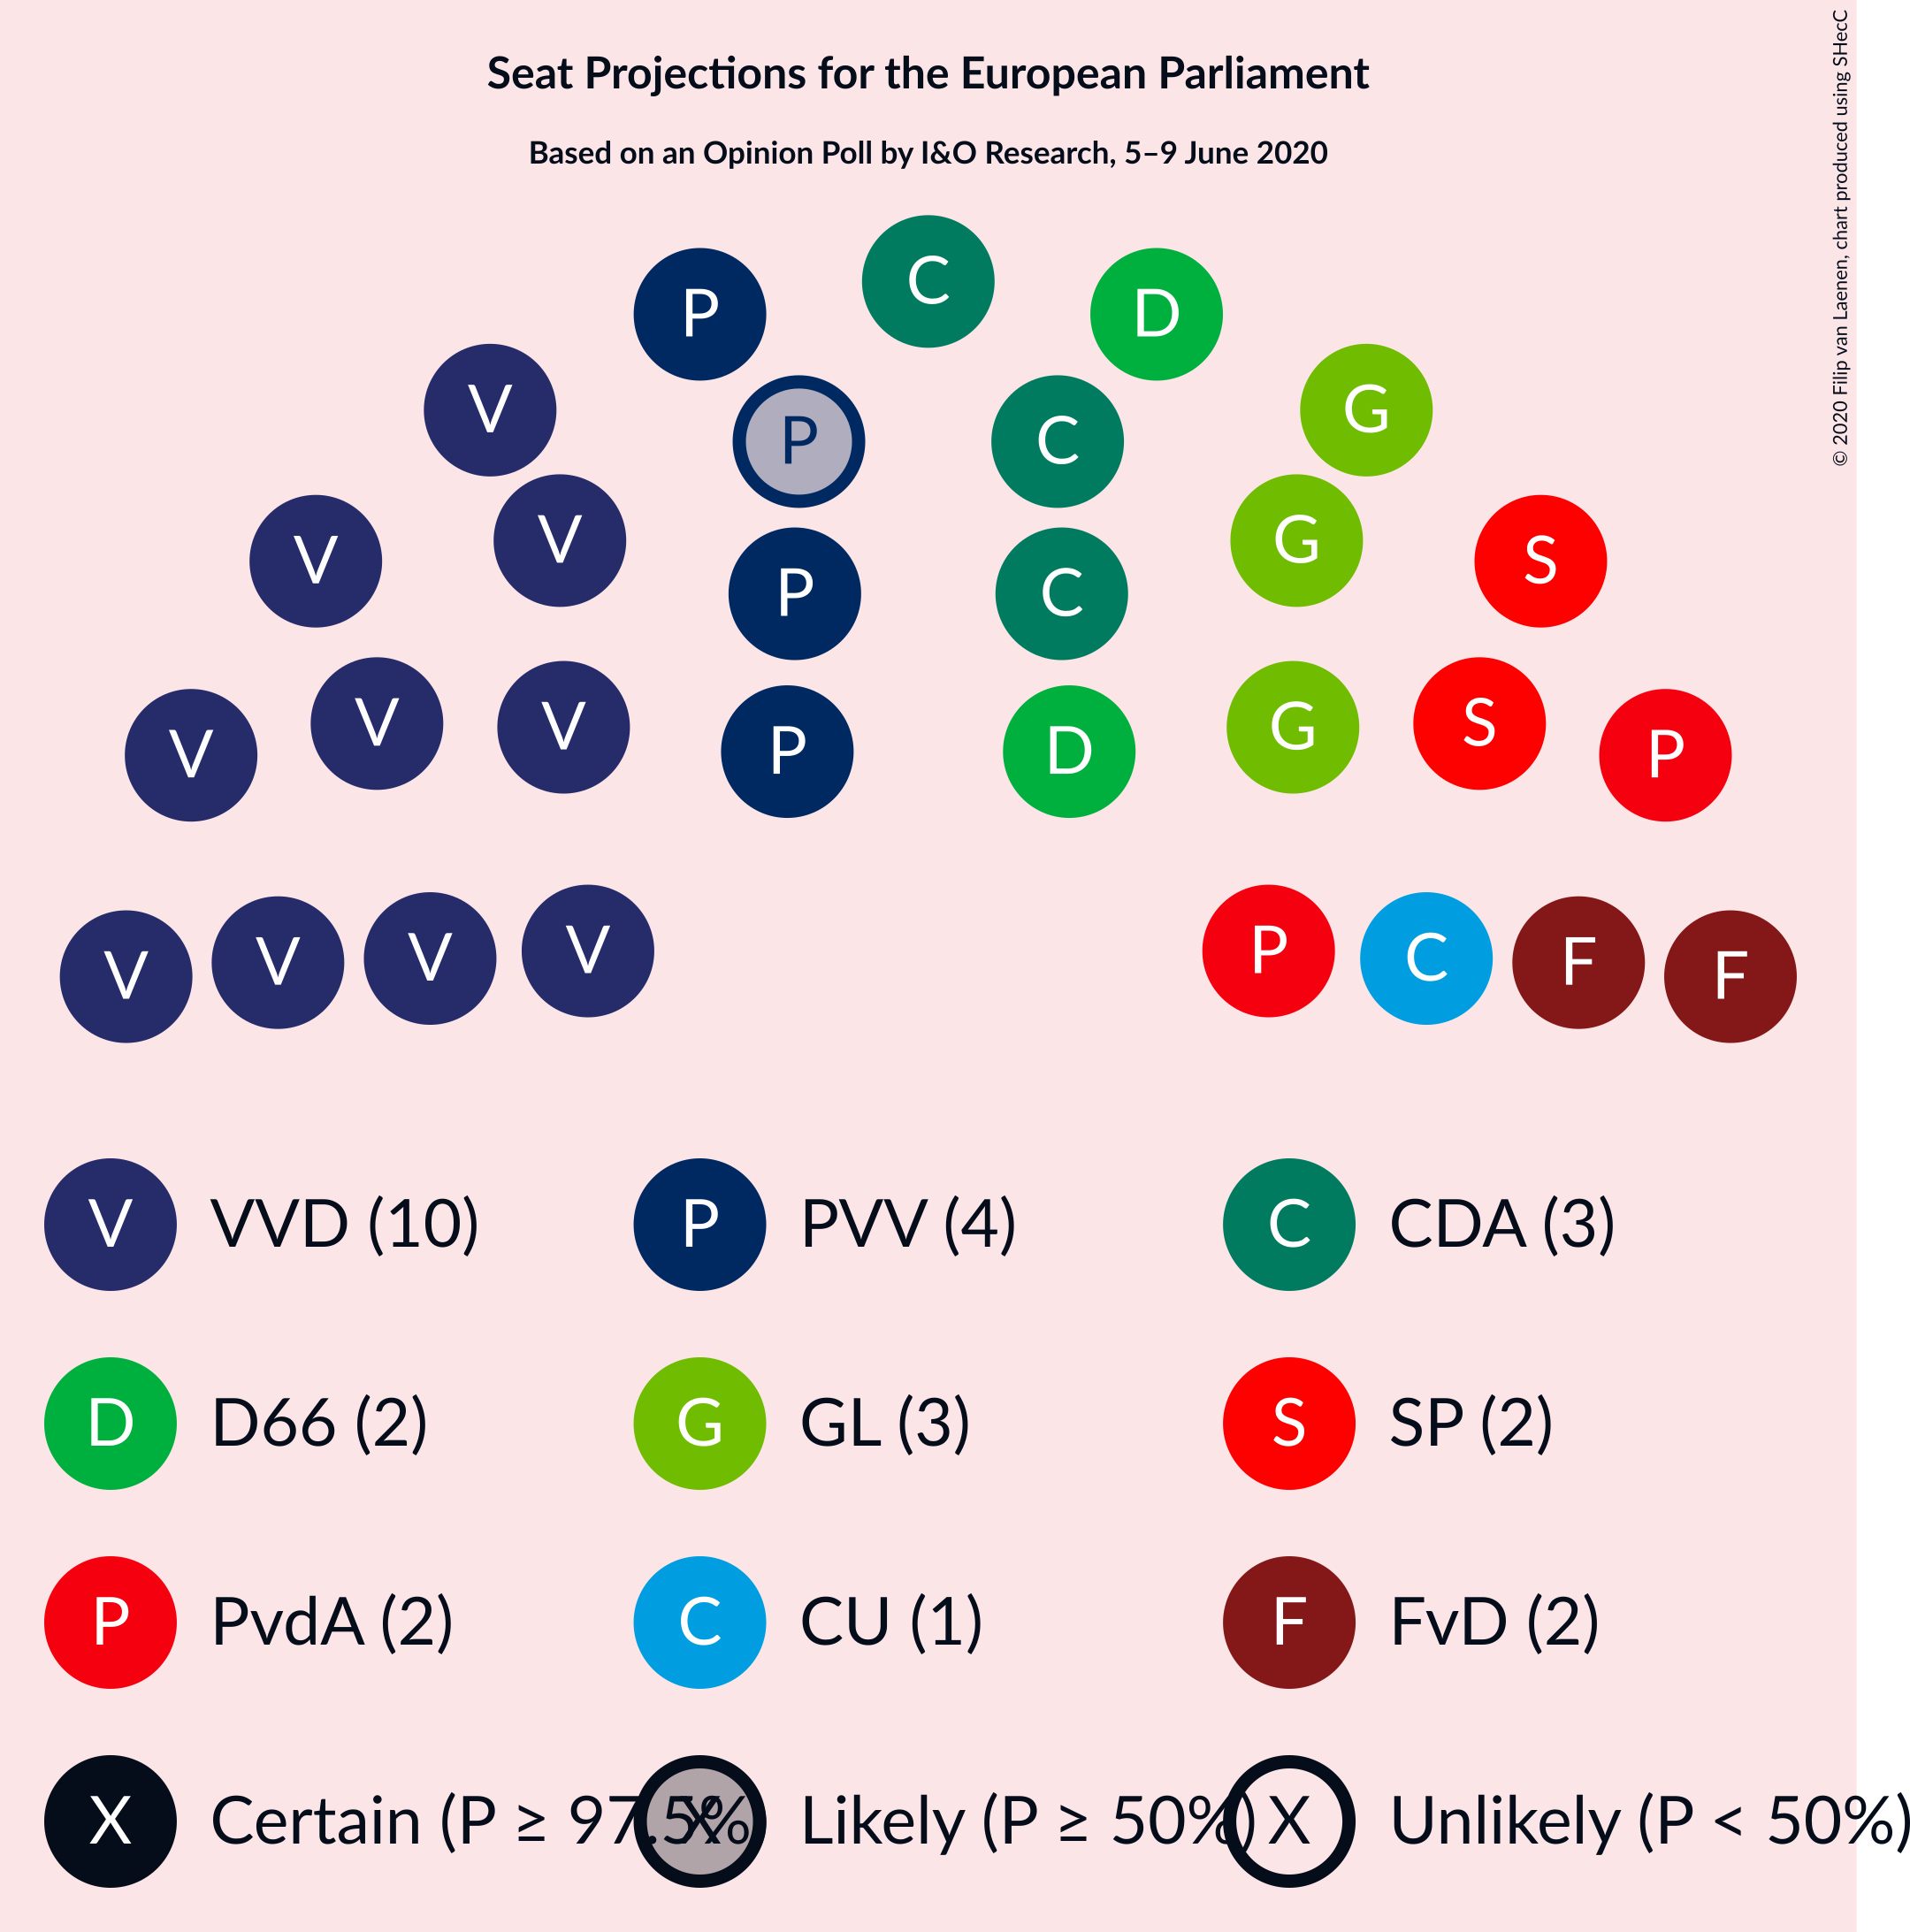 Seat Projections for the European Parliament
Based on an Opinion Poll by I&O Research, 5–9 June 2020
© 2020 Filip van Laenen, chart produced using SHecC
C
P D
V G
P C
V G
V S
P C
V V G S
V P D P
V V V V P C F F
V VVD (10) P PVV (4) C CDA (3)
D D66 (2) G GL (3) S SP (2)
P PvdA (2) C CU (1) F FvD (2)
X Certain (P ≥ 97.5% X Likely (P ≥ 50%) X Unlikely (P < 50%)